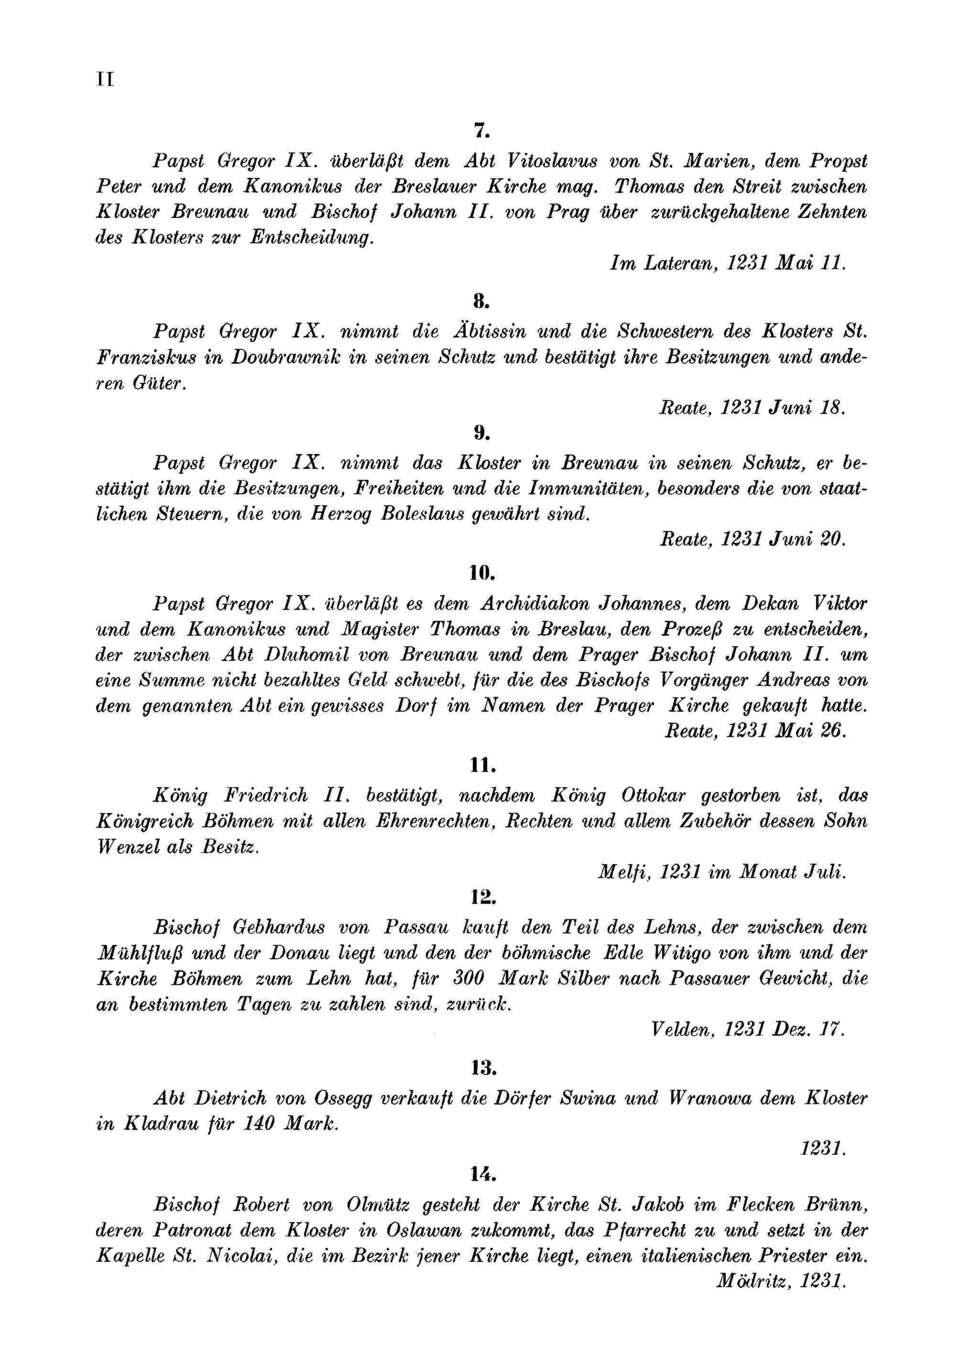 II
7.
Papst Gregor IX. überläßt dem Abt Vitoslavus von St. Marien, dem Propst
Peter und dem Kanonikus der Breslauer Kirche mag. Thomas den Streit zwischen
Kloster Breunau und Bischof Johann II. von Prag über zurückgehaltene Zehnten
des Klosters zur Entscheidung.
Im Lateran, 1231 Mai 11.
8.
Papst Gregor IX. nimmt die Äbtissin und die Schwestern des Klosters St.
Franziskus in Doubrawnik in seinen Schutz und bestätigt ihre Besitzungen und ande-
ren Güter.
Reate, 1231 Juni 18.
9.
Papst Gregor IX. nimmt das Kloster in Breunau in seinen Schutz, er be-
stätigt ihm die Besitzungen, Freiheiten und die Immunitäten, besonders die von staat-
lichen Steuern, die von Herzog Boleslaus gewährt sind.
Reate, 1231 Juni 20.
10.
Papst Gregor IX. überläßt es dem Archidiakon Johannes, dem Dekan Viktor
und dem Kanonikus und Magister Thomas in Breslau, den Prozeß zu entscheiden,
der zwischen Abt Dluhomil von Breunau und dem Prager Bischof Johann II. um
eine Summe nicht bezahltes Geld schwebt, für die des Bischofs Vorgänger Andreas von
dem genannten Abt ein gewisses Dorf im Namen der Prager Kirche gekauft hatte.
Reate, 1231 Mai 26.
11.
König Friedrich II. bestätigt, nachdem König Ottokar gestorben ist, das
Königreich Böhmen mit allen Ehrenrechten, Rechten und allem Zubehör dessen Sohn
Wenzel als Besitz.
Melfi, 1231 im Monat Juli.
12.
Bischof Gebhardus von Passau kauft den Teil des Lehns, der zwischen dem
Mühlfluß und der Donau liegt und den der böhmische Edle Witigo von ihm und der
Kirche Böhmen zum Lehn hat, für 300 Mark Silber nach Passauer Gewicht, die
an bestimmten Tagen zu zahlen sind, zurück.
Velden, 1231 Dez. 17.
13.
Abt Dietrich von Ossegg verkauft die Dörfer Swina und Wranowa dem Kloster
in Kladrau für 140 Mark.
1231.
14.
Bischof Robert von Olmütz gesteht der Kirche St. Jakob im Flecken Brünn,
deren Patronat dem Kloster in Oslawan zukommt, das Pfarrecht zu und setzt in der
Kapelle St. Nicolai, die im Bezirk jener Kirche liegt, einen italienischen Priester ein.
Mödritz, 1231.